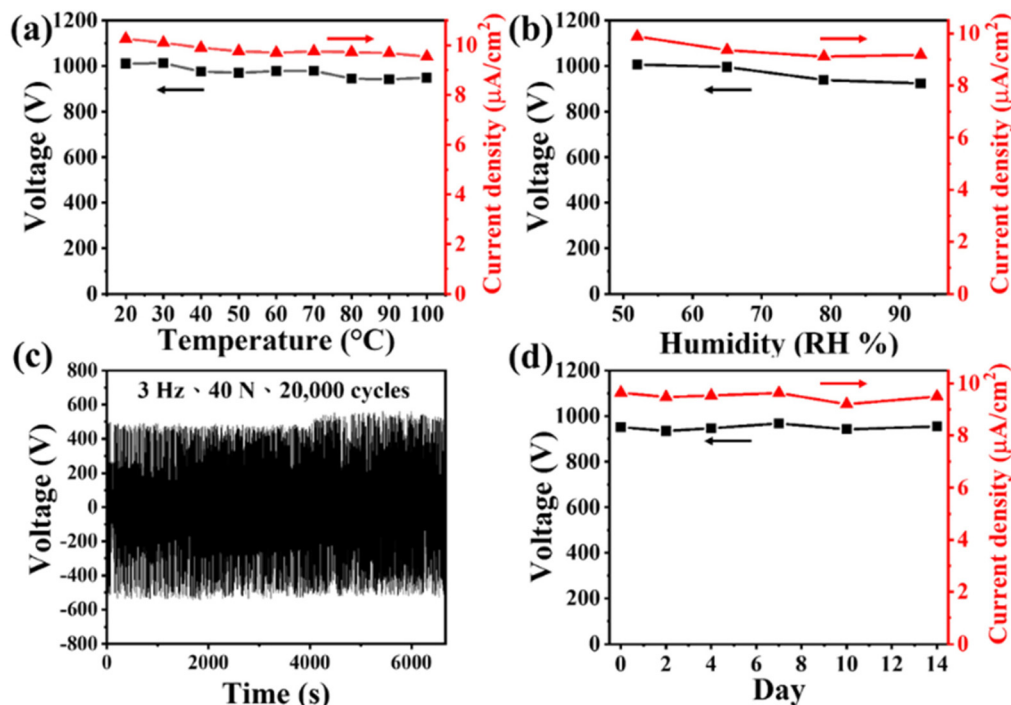 (a)
1200
1000
800
600
400
200
0
Voltage (V)
20 30 40 50 60 70 80 90 100
Temperature (°C)
10
8
6
4
2
0
Current density (μA/cm²)
(b)
1200
1000
800
600
400
200
0
Voltage (V)
50 60 70 80 90
Humidity (RH %)
10
8
6
4
2
0
Current density (μA/cm²)
(c)
3 Hz、40 N、20,000 cycles
800
600
400
200
0
-200
-400
-600
-800
Voltage (V)
0 2000 4000 6000
Time (s)
(d)
1200
1000
800
600
400
200
0
Voltage (V)
0 2 4 6 8 10 12 14
Day
10
8
6
4
2
0
Current density (μA/cm²)